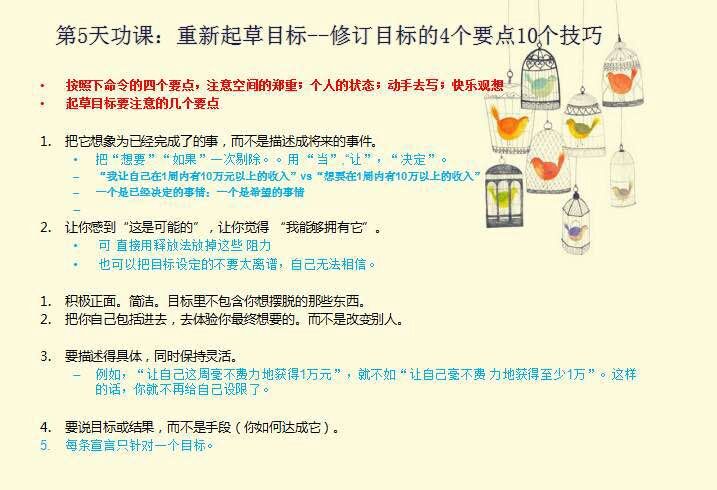 第5天功课：重新起草目标--修订目标的4个要点10个技巧
• 按照下命令的四个要点，注意空间的郑重；个人的状态；动手去写；快乐观想
• 起草目标要注意的几个要点
1. 把它想象为已经完成了的事，而不是描述成将来的事件。
• 把“想要”“如果”一次剔除。。用“当”,“让”，“决定”。
– “我让自己在1周内有10万元以上的收入”vs“想要在1周内有10万以上的收入”
– 一个是已经决定的事情；一个是希望的事情
–
2. 让你感到“这是可能的”，让你觉得 “我能够拥有它”。
• 可 直接用释放法放掉这些 阻力
• 也可以把目标设定的不要太离谱，自己无法相信。
1. 积极正面。简洁。目标里不包含你想摆脱的那些东西。
2. 把你自己包括进去，去体验你最终想要的。而不是改变别人。
3. 要描述得具体，同时保持灵活。
– 例如，“让自己这周毫不费力地获得1万元”，就不如“让自己毫不费 力地获得至少1万”。这样
的话，你就不再给自己设限了。
4. 要说目标或结果，而不是手段（你如何达成它）。
5. 每条宣言只针对一个目标。